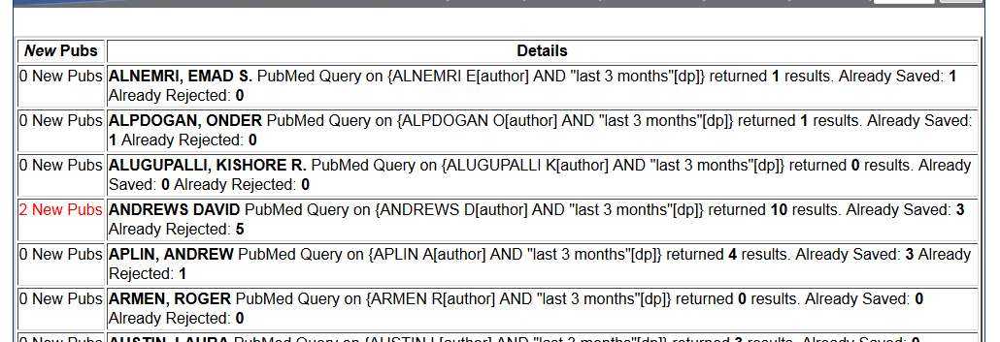 New Pubs Details
0 New Pubs ALNEMRI, EMAD S. PubMed Query on {ALNEMRI E[author] AND "last 3 months"[dp]} returned 1 results. Already Saved: 1
Already Rejected: 0
0 New Pubs ALPDOGAN, ONDER PubMed Query on {ALPDOGAN O[author] AND "last 3 months"[dp]} returned 1 results. Already Saved:
1 Already Rejected: 0
0 New Pubs ALUGUPALLI, KISHORE R. PubMed Query on {ALUGUPALLI K[author] AND "last 3 months"[dp]} returned 0 results. Already
Saved: 0 Already Rejected: 0
2 New Pubs ANDREWS DAVID PubMed Query on {ANDREWS D[author] AND "last 3 months"[dp]} returned 10 results. Already Saved: 3
Already Rejected: 5
0 New Pubs APLIN, ANDREW PubMed Query on {APLIN A[author] AND "last 3 months"[dp]} returned 4 results. Already Saved: 3 Already
Rejected: 1
0 New Pubs ARMEN, ROGER PubMed Query on {ARMEN R[author] AND "last 3 months"[dp]} returned 0 results. Already Saved: 0
Already Rejected: 0
0 New Pubs AUSTIN, LAURA PubMed Query on {AUSTIN L[author] AND "last 3 months"[dp]} returned 3 results. Already Saved: 0